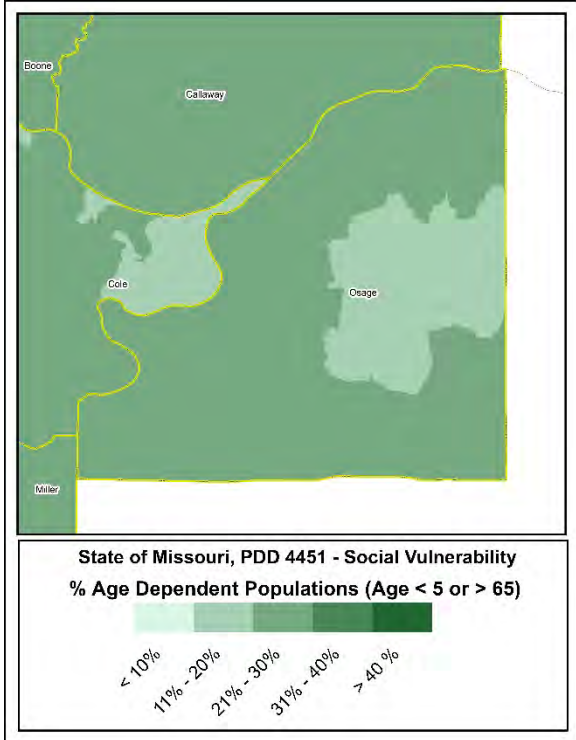 Boone
Callaway
Cole
Osage
Miller
State of Missouri, PDD 4451 - Social Vulnerability
% Age Dependent Populations (Age < 5 or > 65)
< 10%
11% - 20%
21% - 30%
31% - 40%
> 40 %